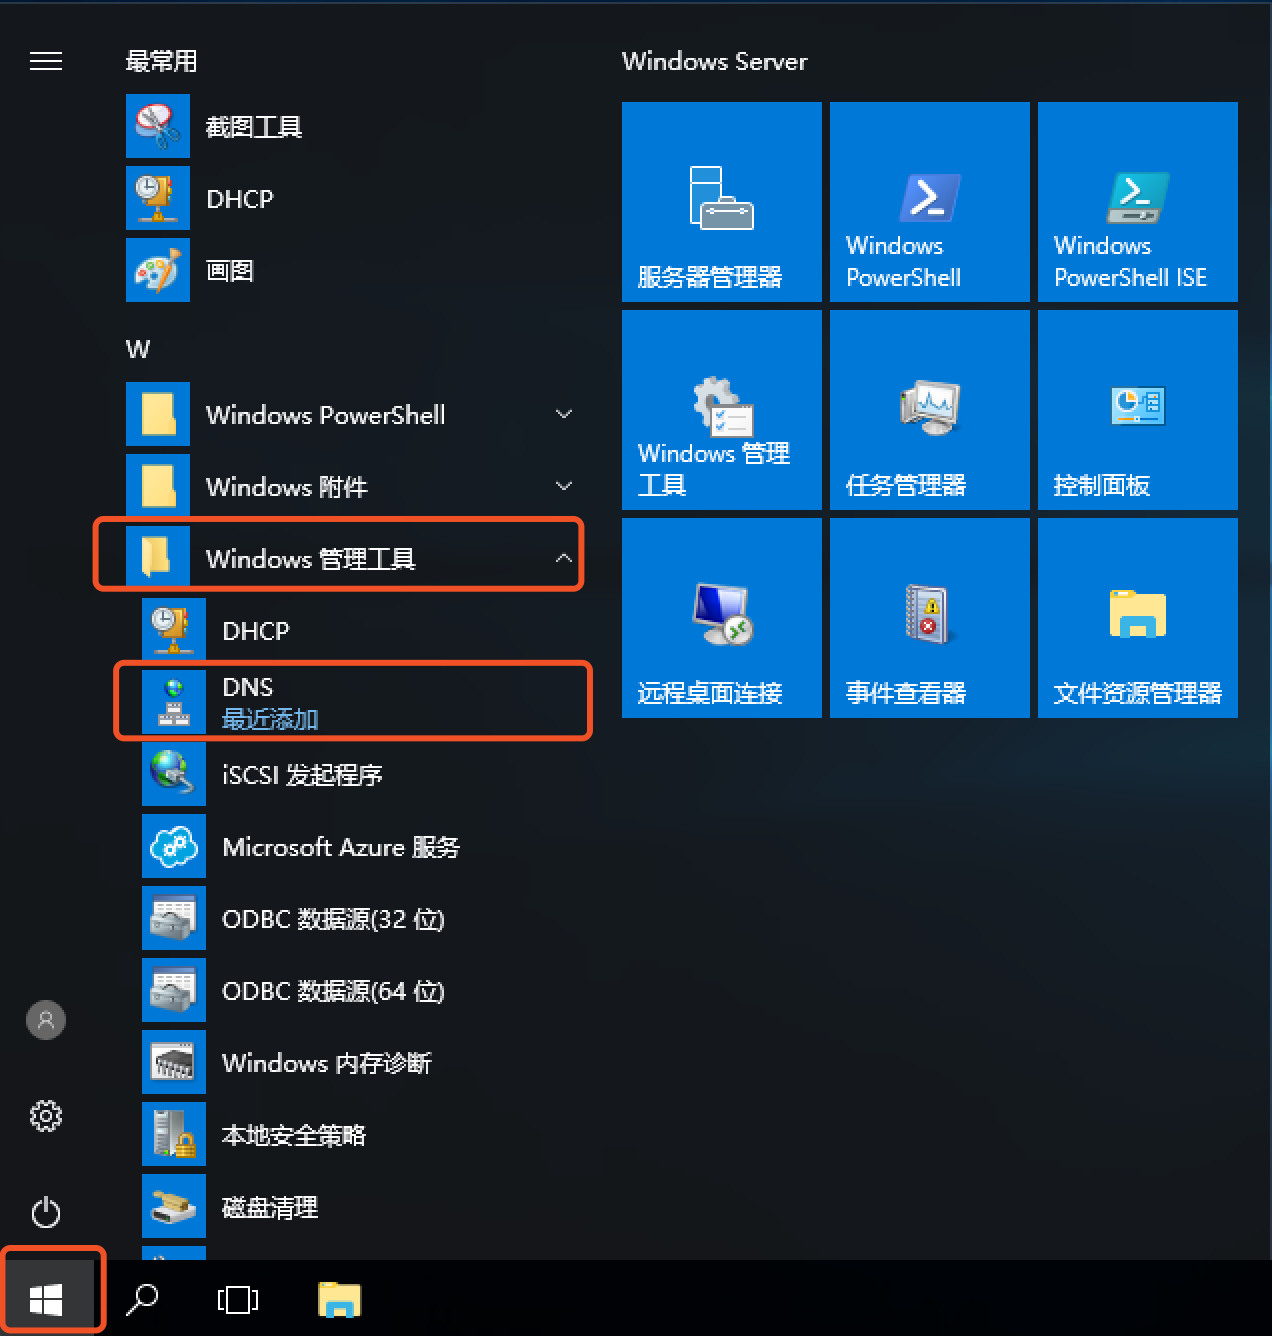 最常用
截图工具
DHCP
画图
W
Windows PowerShell
Windows 附件
Windows 管理工具
DHCP
DNS
最近添加
iSCSI 发起程序
Microsoft Azure 服务
ODBC 数据源(32 位)
ODBC 数据源(64 位)
Windows 内存诊断
本地安全策略
磁盘清理
Windows Server
服务器管理器
Windows
PowerShell
Windows
PowerShell ISE
Windows 管理
工具
任务管理器
控制面板
远程桌面连接
事件查看器
文件资源管理器